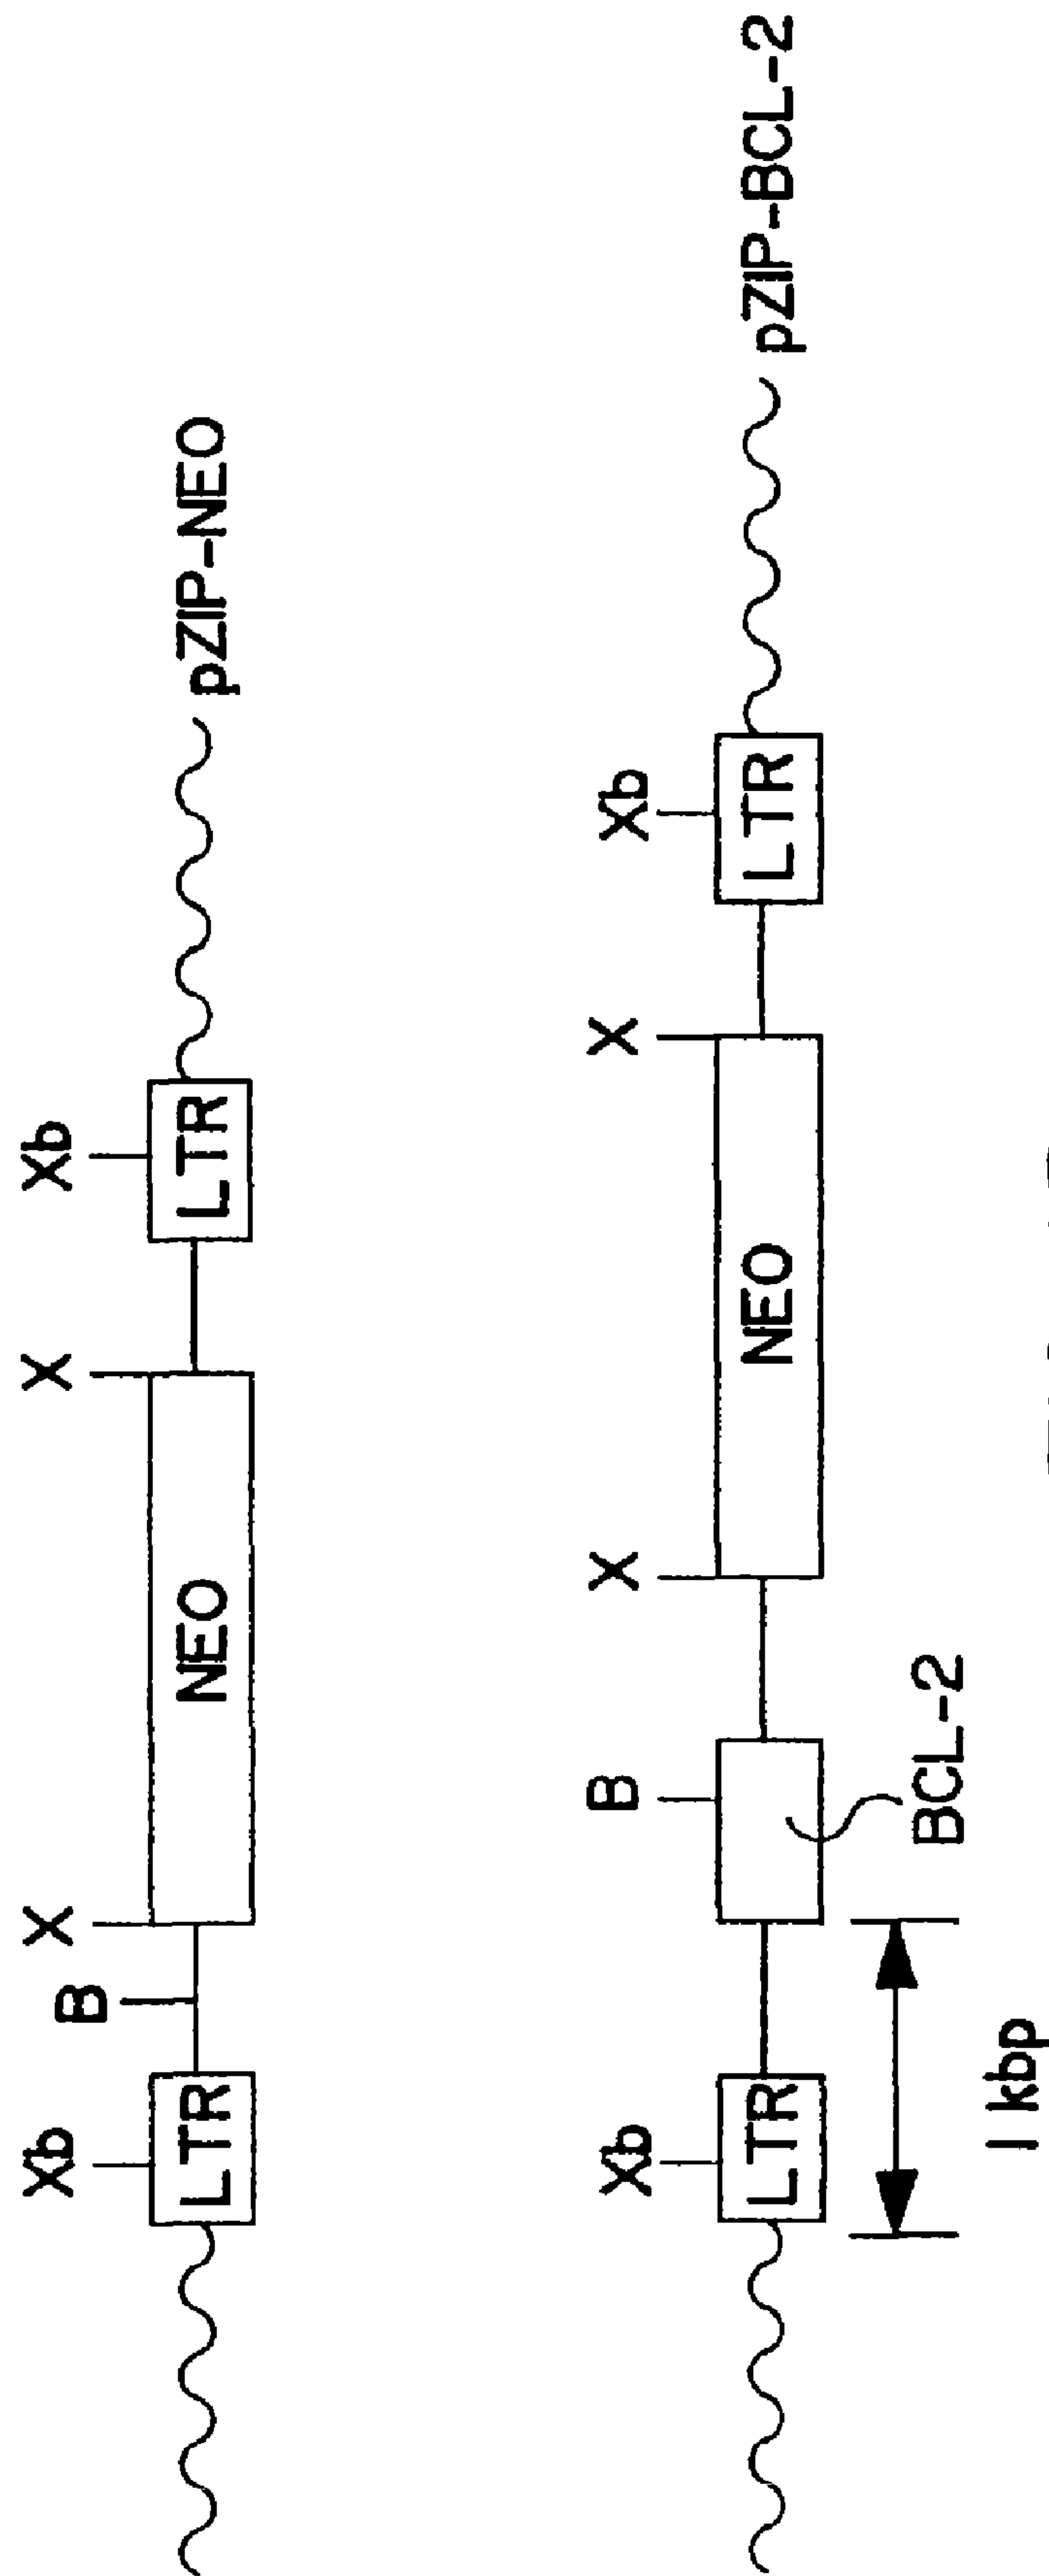 Xb B X X Xb
LTR NEO LTR pZIP-NEO
Xb B X X Xb
LTR NEO LTR pZIP-BCL-2
BCL-2
1 kbp